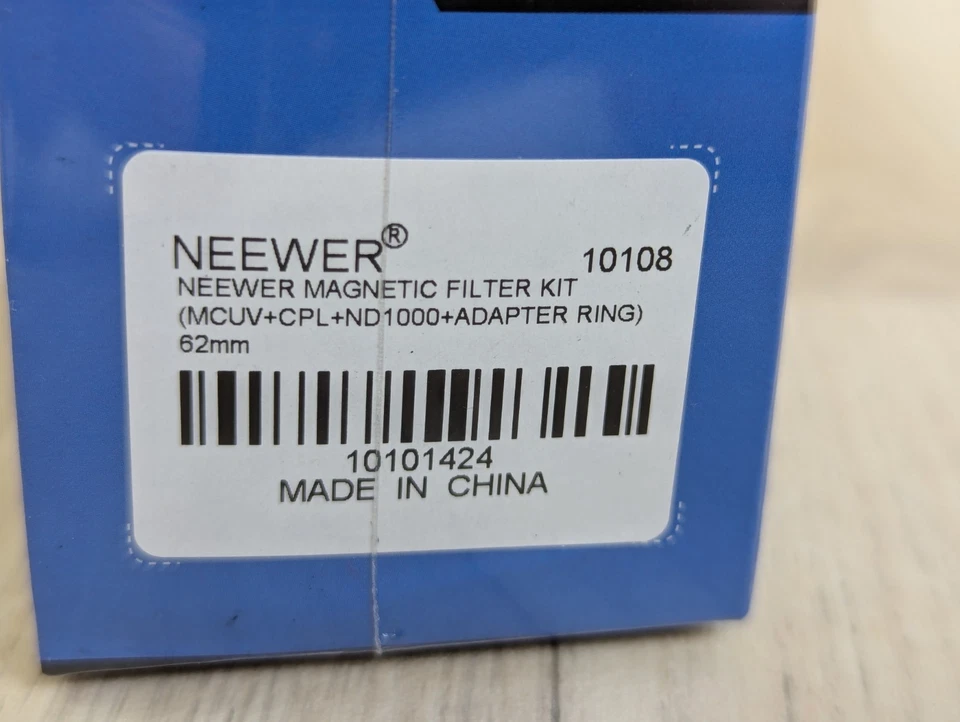 NEEWER® 10108
NEEWER MAGNETIC FILTER KIT
(MCUV+CPL+ND1000+ADAPTER RING)
62mm
10101424
MADE IN CHINA